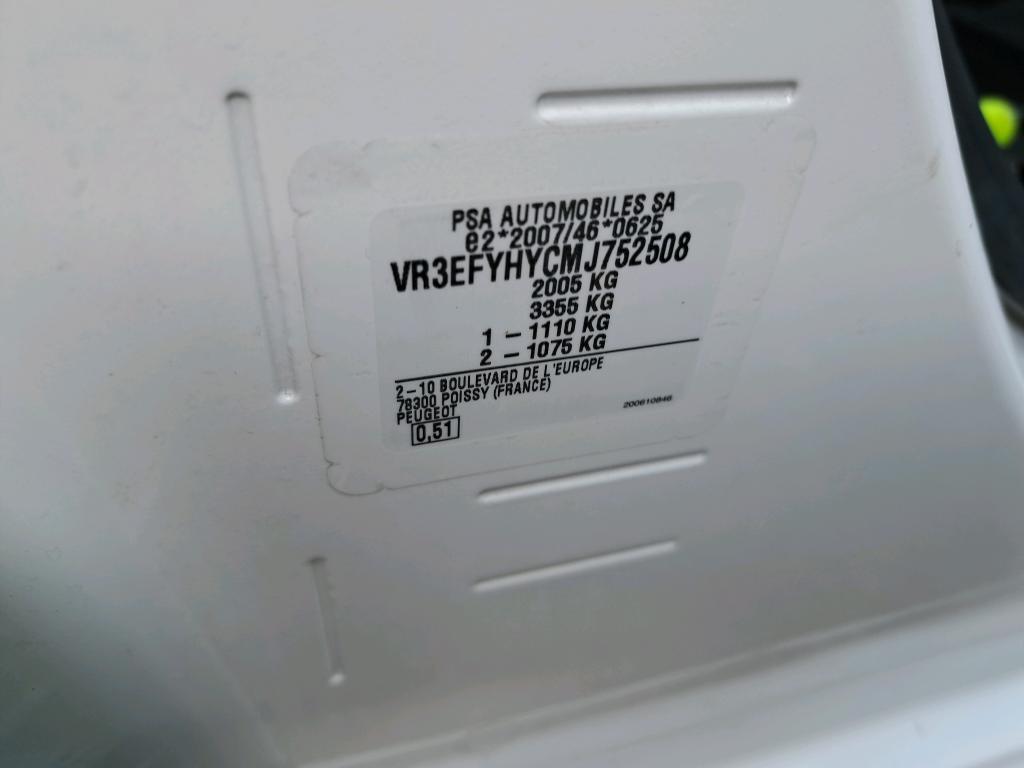 PSA AUTOMOBILES SA
e2*2007/46*0625
VR3EFYHYCMJ752508
2005 KG
3355 KG
1 – 1110 KG
2 – 1075 KG
2–10 BOULEVARD DE L'EUROPE
78300 POISSY (FRANCE)
PEUGEOT
0,51
200610846